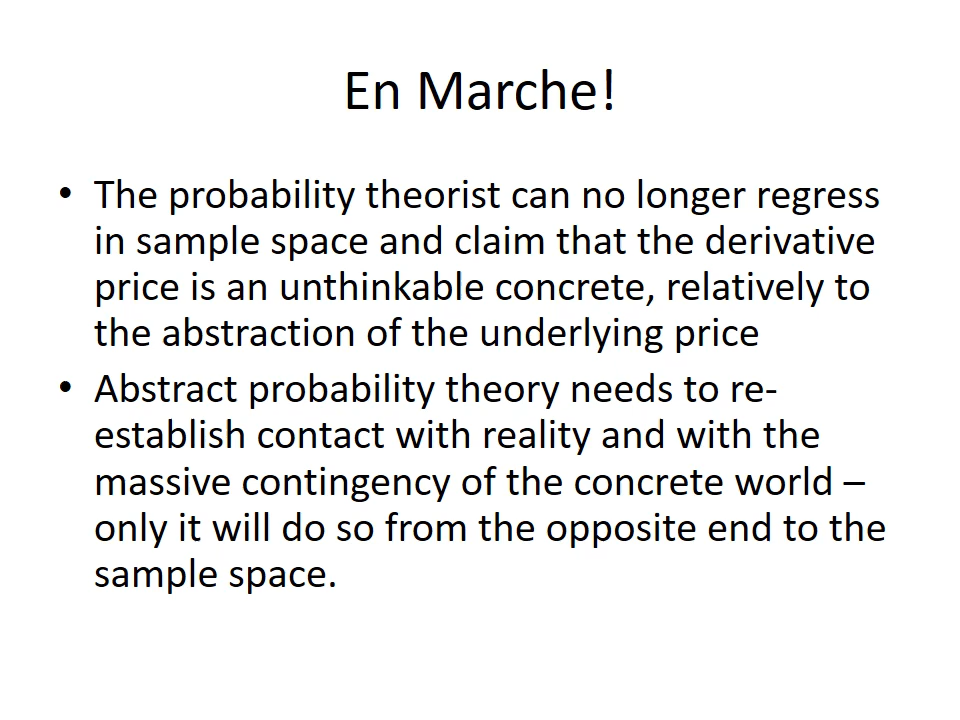 En Marche!
• The probability theorist can no longer regress
in sample space and claim that the derivative
price is an unthinkable concrete, relatively to
the abstraction of the underlying price
• Abstract probability theory needs to re-
establish contact with reality and with the
massive contingency of the concrete world –
only it will do so from the opposite end to the
sample space.